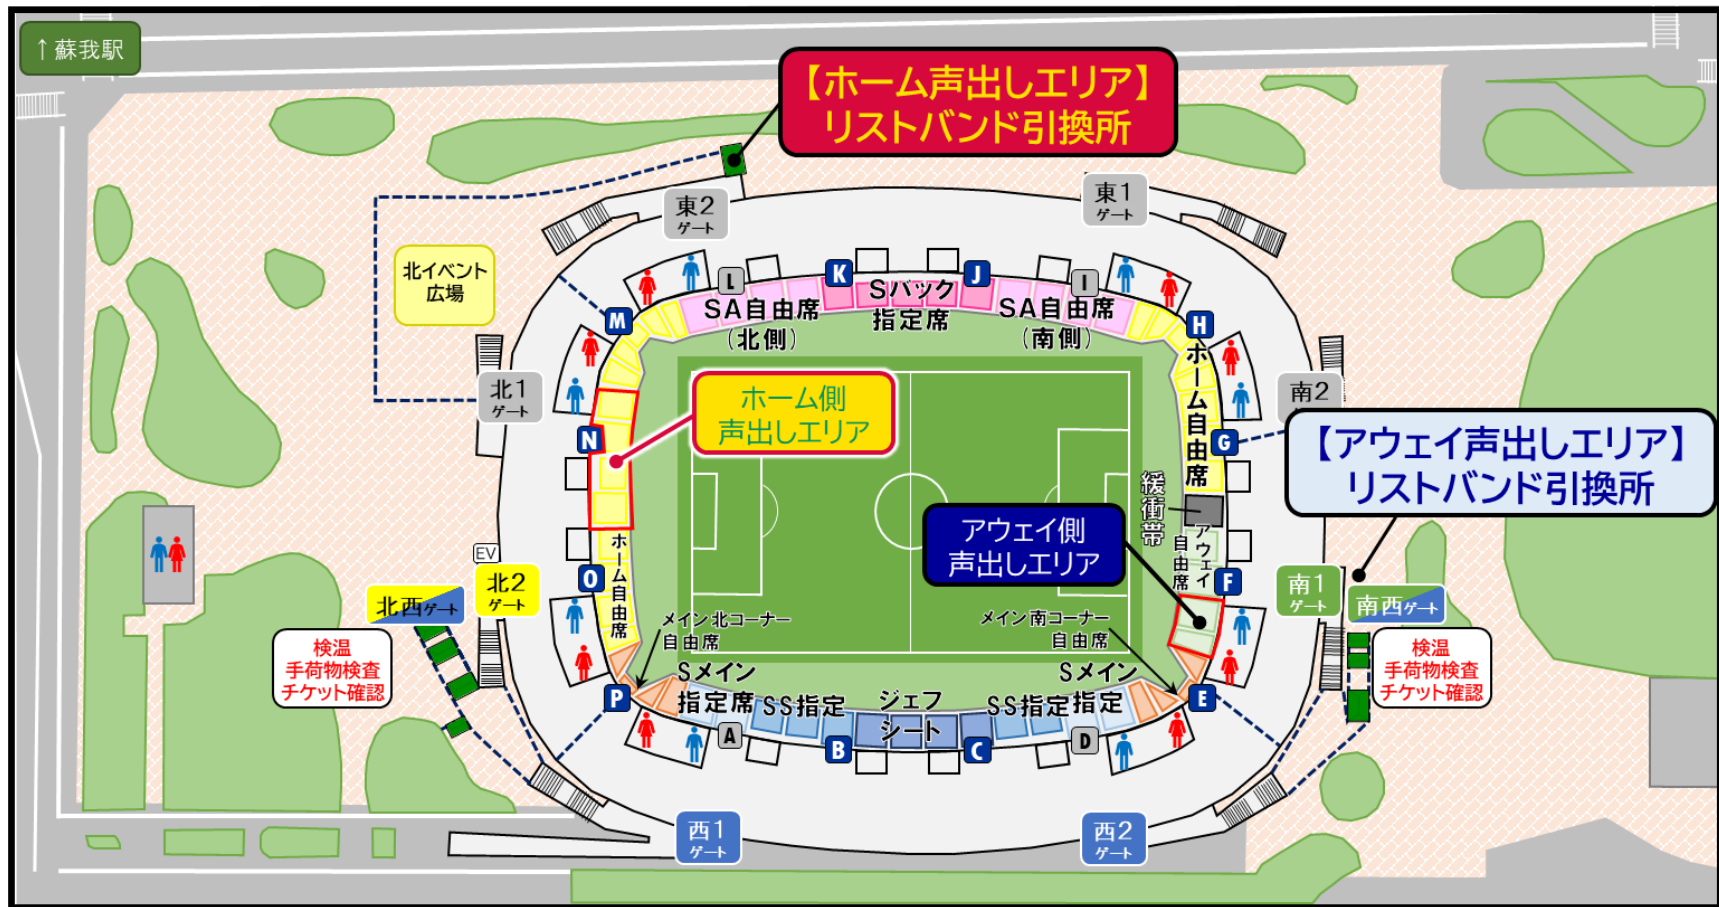 ↑蘇我駅
【ホーム声出しエリア】
リストバンド引換所
東2
ゲート
東1
ゲート
北イベント
広場
L
K
J
I
Sバック
指定席
SA自由席
(北側)
SA自由席
(南側)
M
H
ホーム自由席
北1
ゲート
南2
ホーム側
声出しエリア
N
G
【アウェイ声出しエリア】
リストバンド引換所
緩衝帯
アウェイ
自由席
アウェイ側
声出しエリア
EV
ホーム自由席
O
F
北2
ゲート
北西ゲート
南1
ゲート
南西ゲート
検温
手荷物検査
チケット確認
検温
手荷物検査
チケット確認
メイン北コーナー
自由席
メイン南コーナー
自由席
P
E
Sメイン
指定席
SS指定
ジェフ
シート
SS指定
Sメイン
指定
A
B
C
D
西1
ゲート
西2
ゲート